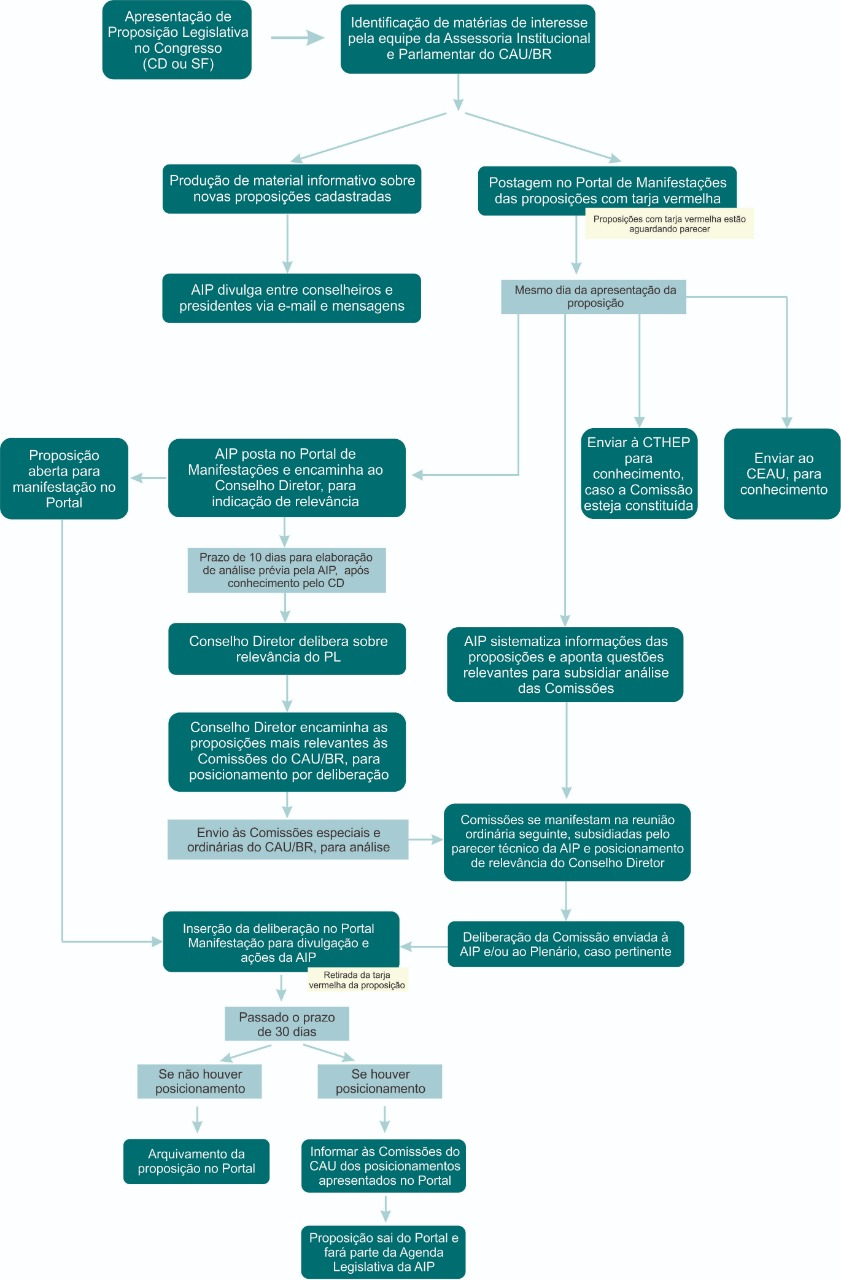 Apresentação de
Proposição Legislativa
no Congresso
(CD ou SF)
Identificação de matérias de interesse
pela equipe da Assessoria Institucional
e Parlamentar do CAU/BR
Produção de material informativo sobre
novas proposições cadastradas
Postagem no Portal de Manifestações
das proposições com tarja vermelha
Proposições com tarja vermelha estão
aguardando parecer
AIP divulga entre conselheiros e
presidentes via e-mail e mensagens
Mesmo dia da apresentação da
proposição
Proposição
aberta para
manifestação no
Portal
AIP posta no Portal de
Manifestações e encaminha ao
Conselho Diretor, para
indicação de relevância
Enviar à CTHEP
para
conhecimento,
caso a Comissão
esteja constituída
Enviar ao
CEAU, para
conhecimento
Prazo de 10 dias para elaboração
de análise prévia pela AIP, após
conhecimento pelo CD
Conselho Diretor delibera sobre
relevância do PL
AIP sistematiza informações das
proposições e aponta questões
relevantes para subsidiar análise
das Comissões
Conselho Diretor encaminha as
proposições mais relevantes às
Comissões do CAU/BR, para
posicionamento por deliberação
Envio às Comissões especiais e
ordinárias do CAU/BR, para análise
Comissões se manifestam na reunião
ordinária seguinte, subsidiadas pelo
parecer técnico da AIP e posicionamento
de relevância do Conselho Diretor
Inserção da deliberação no Portal
Manifestação para divulgação e
ações da AIP
Deliberação da Comissão enviada à
AIP e/ou ao Plenário, caso pertinente
Retirada da tarja
vermelha da proposição
Passado o prazo
de 30 dias
Se não houver
posicionamento
Se houver
posicionamento
Arquivamento da
proposição no Portal
Informar às Comissões do
CAU dos posicionamentos
apresentados no Portal
Proposição sai do Portal e
fará parte da Agenda
Legislativa da AIP